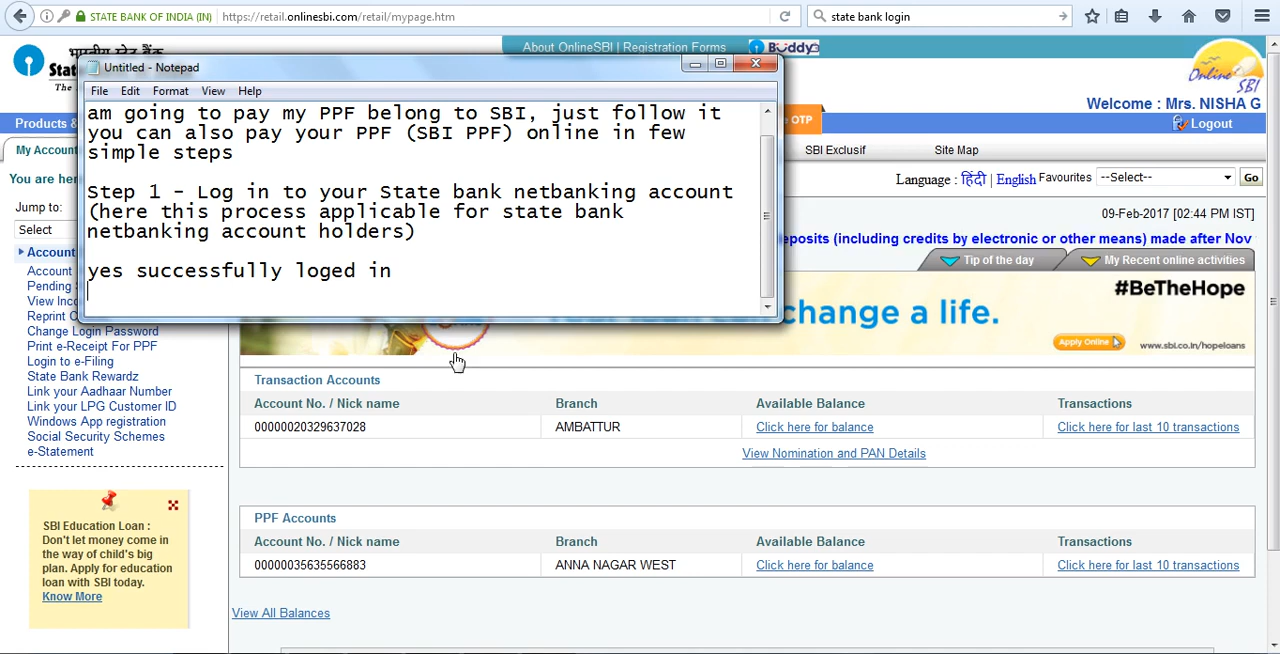 STATE BANK OF INDIA (IN)
https://retail.onlinesbi.com/retail/mypage.htm
state bank login
भारतीय स्टेट बैंक
About OnlineSBI | Registration Forms
Buddy
Online SBI
Untitled - Notepad
File Edit Format View Help
Welcome : Mrs. NISHA G
Products &
OTP
Logout
My Account
SBI Exclusif
Site Map
am going to pay my PPF belong to SBI, just follow it
you can also pay your PPF (SBI PPF) online in few
simple steps
Step 1 - Log in to your State bank netbanking account
(here this process applicable for state bank
netbanking account holders)
yes successfully loged in
You are her
Language : हिंदी | English Favourites --Select-- Go
Jump to:
Select
09-Feb-2017 [02:44 PM IST]
eposits (including credits by electronic or other means) made after Nov
Tip of the day
My Recent online activities
Account
Account
Pending
View Inco
Reprint
Change Login Password
Print e-Receipt For PPF
Login to e-Filing
State Bank Rewardz
Link your Aadhaar Number
Link your LPG Customer ID
Windows App registration
Social Security Schemes
e-Statement
#BeTheHope
change a life.
Apply Online
www.sbi.co.in/hopeloans
Transaction Accounts
Account No. / Nick name Branch Available Balance Transactions
00000020329637028 AMBATTUR Click here for balance Click here for last 10 transactions
View Nomination and PAN Details
SBI Education Loan :
Don't let money come in
the way of child's big
plan. Apply for education
loan with SBI today.
Know More
PPF Accounts
Account No. / Nick name Branch Available Balance Transactions
00000035635566883 ANNA NAGAR WEST Click here for balance Click here for last 10 transactions
View All Balances